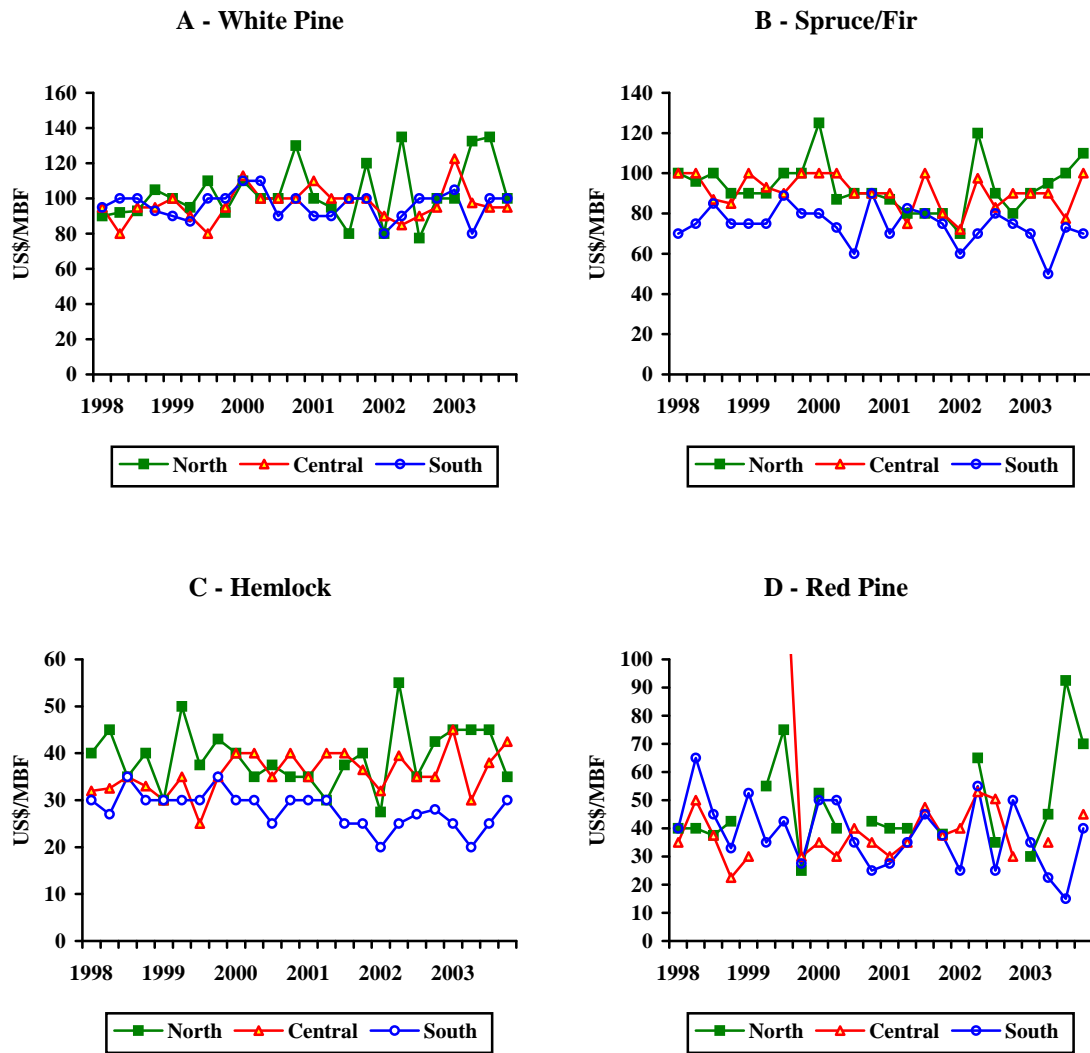 A - White Pine
US$/MBF
160
140
120
100
80
60
40
20
0
1998 1999 2000 2001 2002 2003
North Central South
B - Spruce/Fir
US$/MBF
140
120
100
80
60
40
20
0
1998 1999 2000 2001 2002 2003
North Central South
C - Hemlock
US$/MBF
60
50
40
30
20
10
0
1998 1999 2000 2001 2002 2003
North Central South
D - Red Pine
US$/MBF
100
90
80
70
60
50
40
30
20
10
0
1998 1999 2000 2001 2002 2003
North Central South